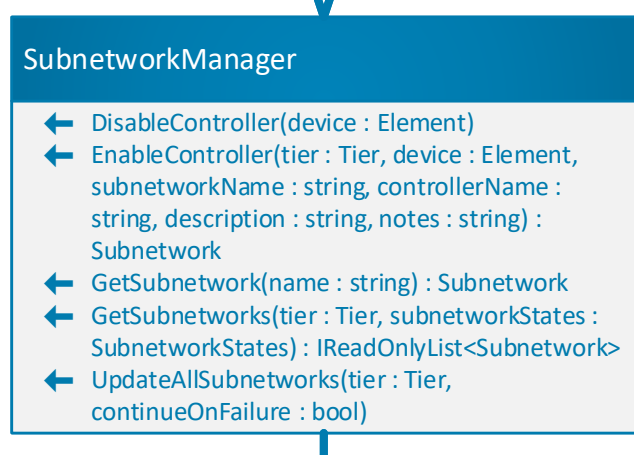 SubnetworkManager
DisableController(device : Element)
EnableController(tier : Tier, device : Element,
subnetworkName : string, controllerName :
string, description : string, notes : string) :
Subnetwork
GetSubnetwork(name : string) : Subnetwork
GetSubnetworks(tier : Tier, subnetworkStates :
SubnetworkStates) : IReadOnlyList<Subnetwork>
UpdateAllSubnetworks(tier : Tier,
continueOnFailure : bool)